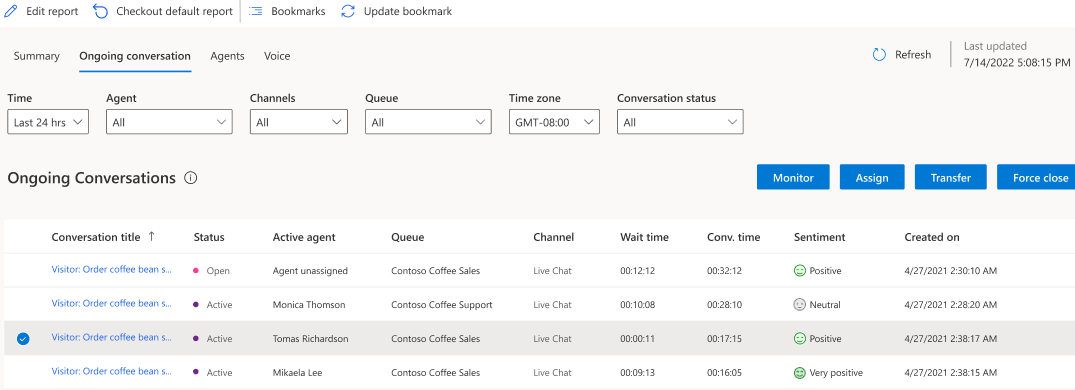 Edit report Checkout default report Bookmarks Update bookmark
Summary Ongoing conversation Agents Voice Refresh Last updated
7/14/2022 5:08:15 PM
Time Agent Channels Queue Time zone Conversation status
Last 24 hrs All All All GMT-08:00 All
Ongoing Conversations Monitor Assign Transfer Force close
Conversation title ↑ Status Active agent Queue Channel Wait time Conv. time Sentiment Created on
Visitor: Order coffee bean s... Open Agent unassigned Contoso Coffee Sales Live Chat 00:12:12 00:32:12 Positive 4/27/2021 2:30:10 AM
Visitor: Order coffee bean s... Active Monica Thomson Contoso Coffee Support Live Chat 00:10:08 00:28:10 Neutral 4/27/2021 2:28:20 AM
Visitor: Order coffee bean s... Active Tomas Richardson Contoso Coffee Sales Live Chat 00:00:11 00:17:15 Positive 4/27/2021 2:38:17 AM
Visitor: Order coffee bean s... Active Mikaela Lee Contoso Coffee Sales Live Chat 00:09:13 00:16:05 Very positive 4/27/2021 2:38:15 AM